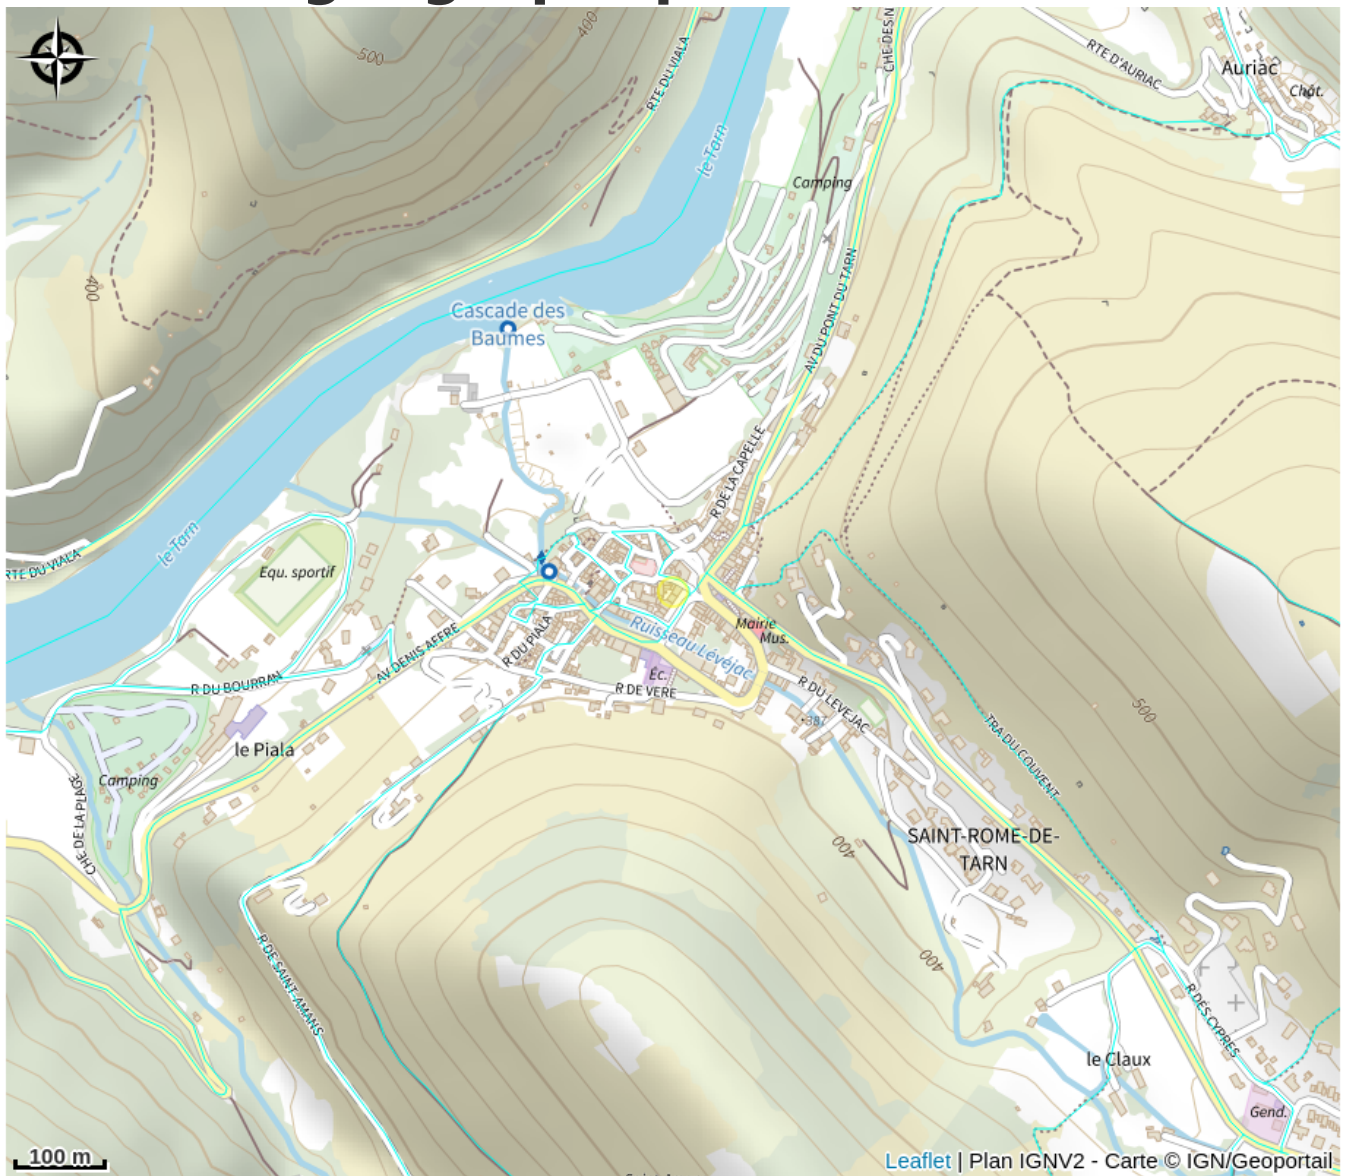 500
400
RTE DU VIALA
le Tarn
CHE DES N
RTE D'AURIAC
Auriac
Chât.
Camping
400
Cascade des
Baumes
AV DU PONT DU TARN
R DE LA CAPELLE
le Tarn
RTE DU VIALA
Equ. sportif
Mairie
Mus.
Ruisseau Lévéjac
R DU PIALA
AV DENIS AFFRE
Éc.
R DE VERE
R DU BOURRAN
R DU LEVEJAC
387
500
TRA DU COUVENT
le Piala
Camping
CHE DE LA PLAGE
400
SAINT-ROME-DE-
TARN
400
R DE SAINT-AMANS
R DES CYPRES
le Claux
Gend.
100 m
Leaflet | Plan IGNV2 - Carte © IGN/Geoportail